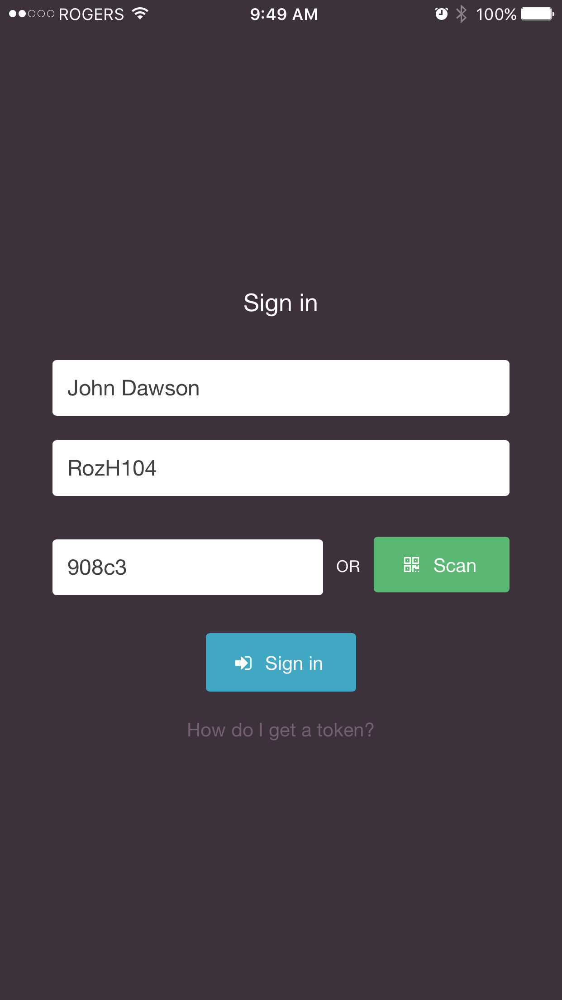 ROGERS 9:49 AM 100%
Sign in
John Dawson
RozH104
908c3 OR Scan
Sign in
How do I get a token?